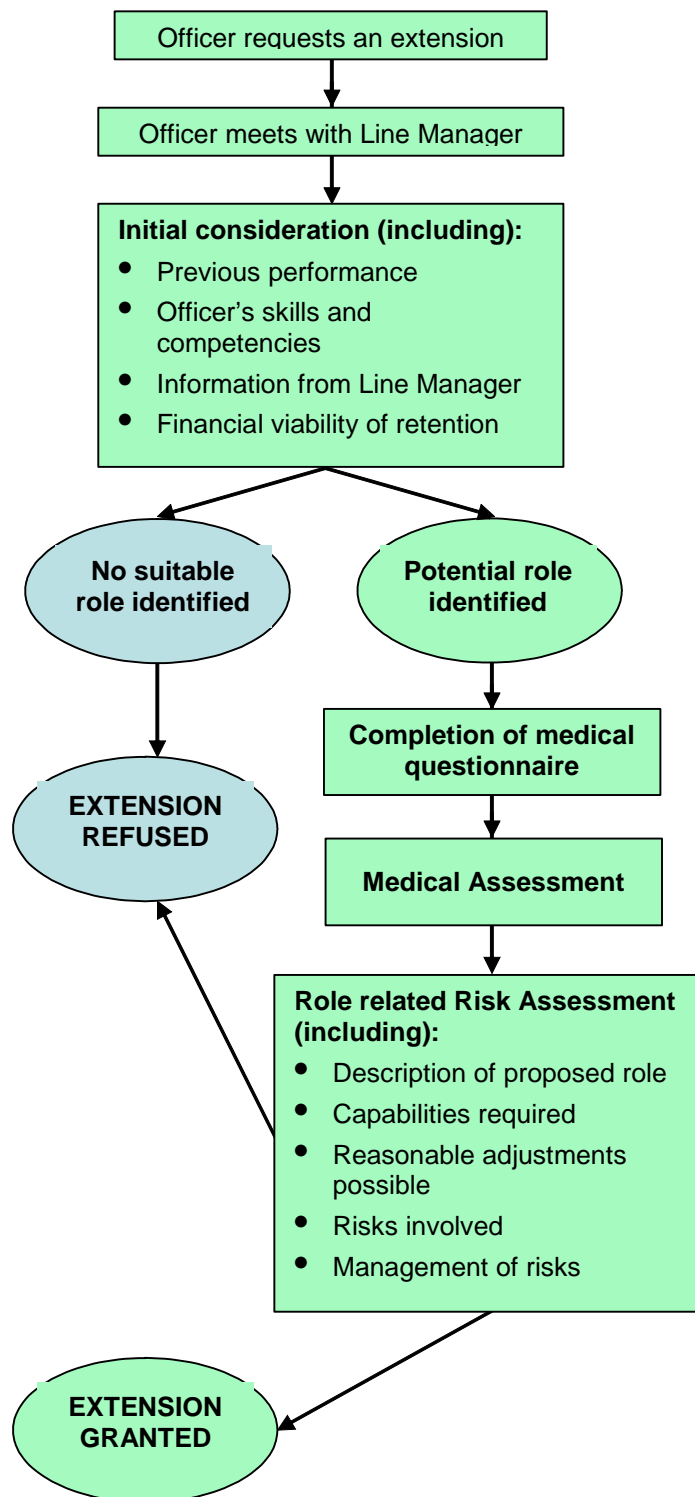 Officer requests an extension
Officer meets with Line Manager
Initial consideration (including):
• Previous performance
• Officer’s skills and
competencies
• Information from Line Manager
• Financial viability of retention
No suitable
role identified
Potential role
identified
Completion of medical
questionnaire
EXTENSION
REFUSED
Medical Assessment
Role related Risk Assessment
(including):
• Description of proposed role
• Capabilities required
• Reasonable adjustments
possible
• Risks involved
• Management of risks
EXTENSION
GRANTED